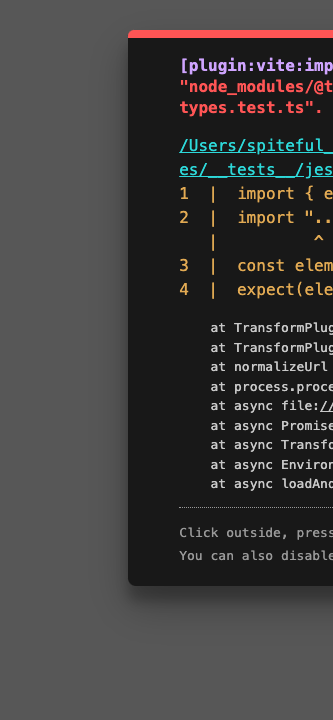 [plugin:vite:imp
"node_modules/@t
types.test.ts".
/Users/spiteful_
es/__tests__/jes
1  |  import { e
2  |  import "..
   |          ^
3  |  const elem
4  |  expect(ele
at TransformPlug
at TransformPlug
at normalizeUrl
at process.proce
at async file://
at async Promise
at async Transfo
at async Environ
at async loadAnd
Click outside, press
You can also disable